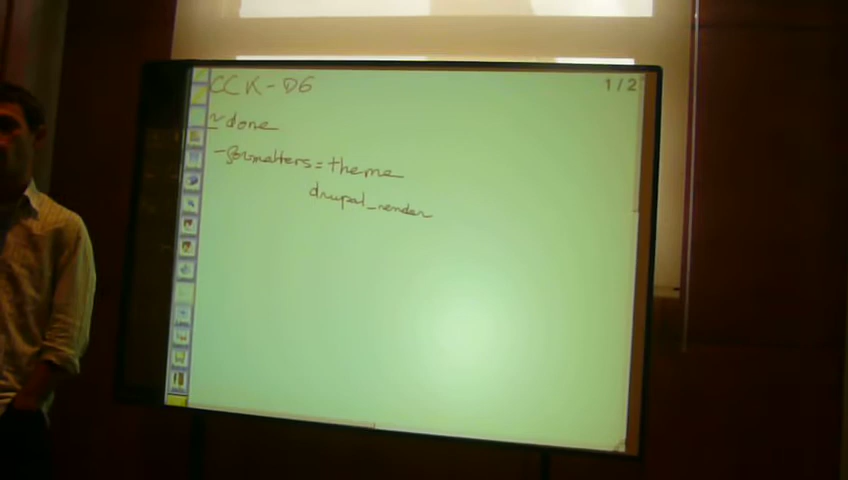 CCK - D6
1/2
~ done
- formatters = theme
drupal_render